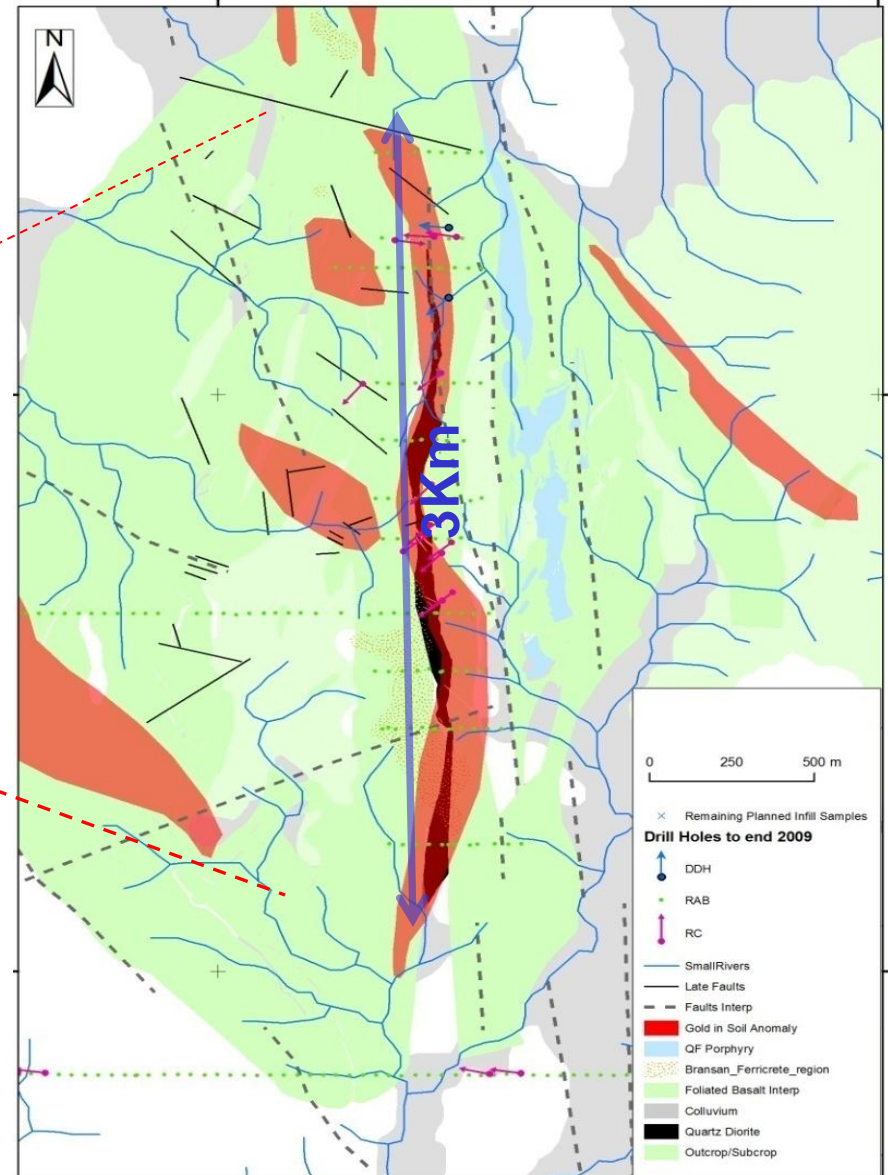 N
3Km
0 250 500 m
Remaining Planned Infill Samples
Drill Holes to end 2009
DDH
RAB
RC
SmallRivers
Late Faults
Faults Interp
Gold in Soil Anomaly
QF Porphyry
Bransan_Ferricrete_region
Foliated Basalt Interp
Colluvium
Quartz Diorite
Outcrop/Subcrop